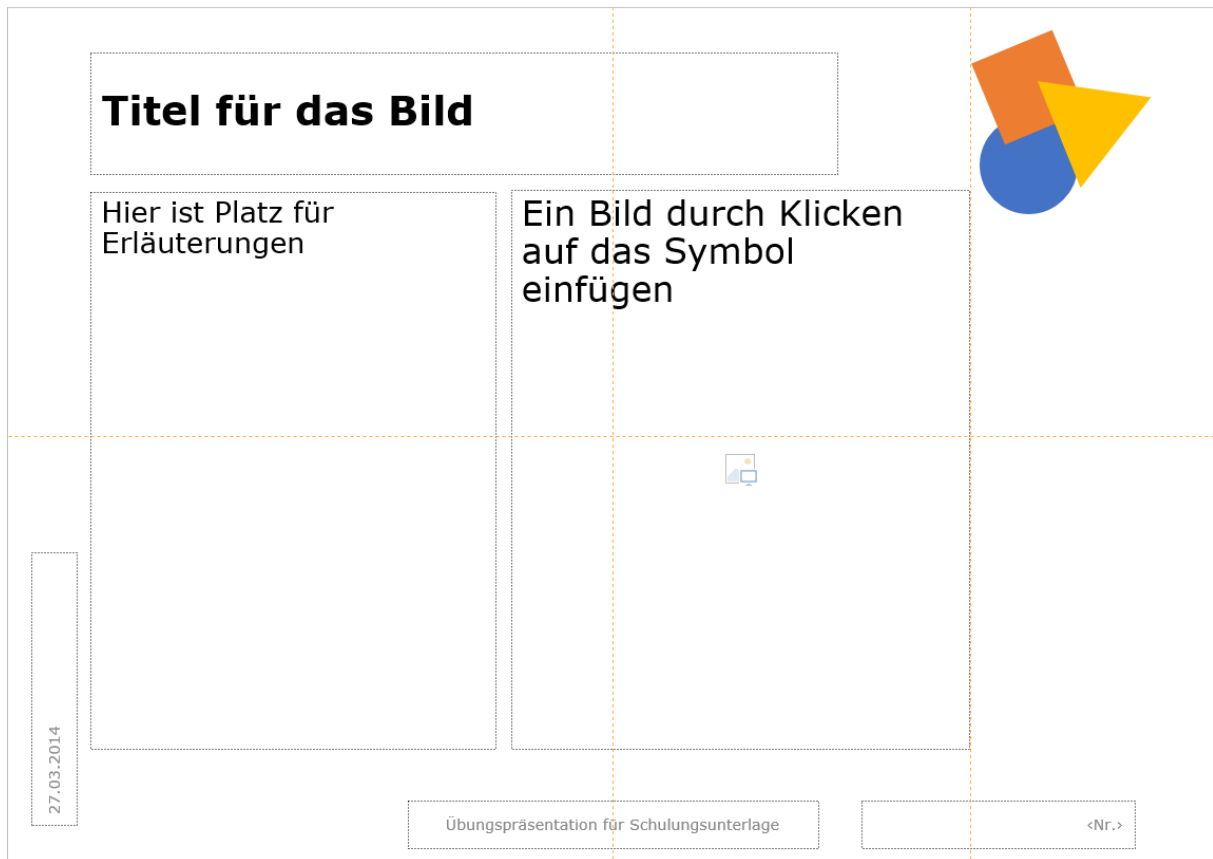 Titel für das Bild
Hier ist Platz für
Erläuterungen
Ein Bild durch Klicken
auf das Symbol
einfügen
27.03.2014
Übungspräsentation für Schulungsunterlage
‹Nr.›